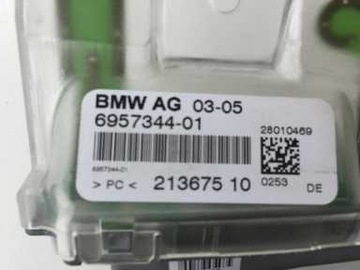 BMW AG 03-05
6957344-01
28010469
6957344-01
> PC < 213675 10
0253 DE